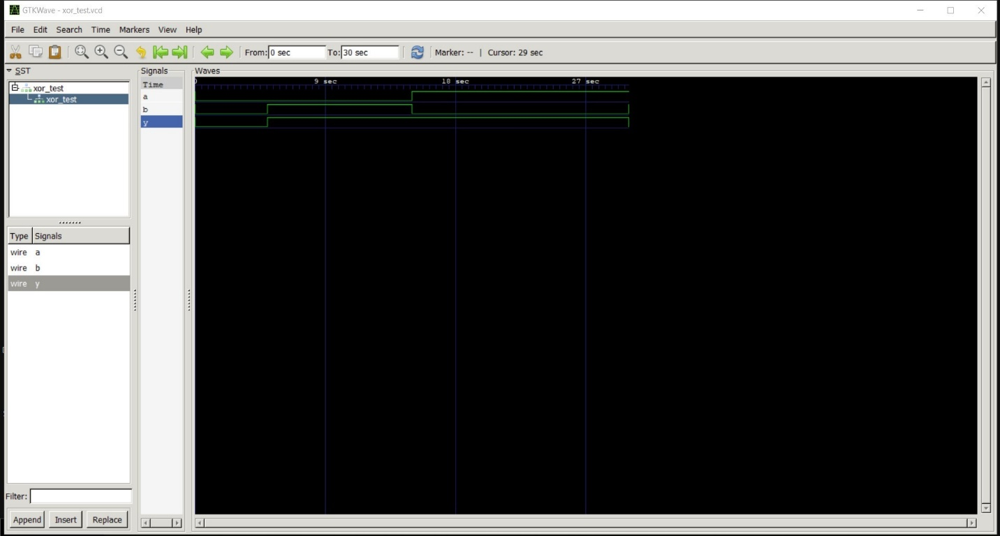 GTKWave - xor_test.vcd
File Edit Search Time Markers View Help
From: 0 sec To: 30 sec Marker: -- | Cursor: 29 sec
SST
xor_test
xor_test
Type Signals
wire a
wire b
wire y
Filter:
Append Insert Replace
Signals
Time
a
b
y
Waves
0 9 sec 18 sec 27 sec